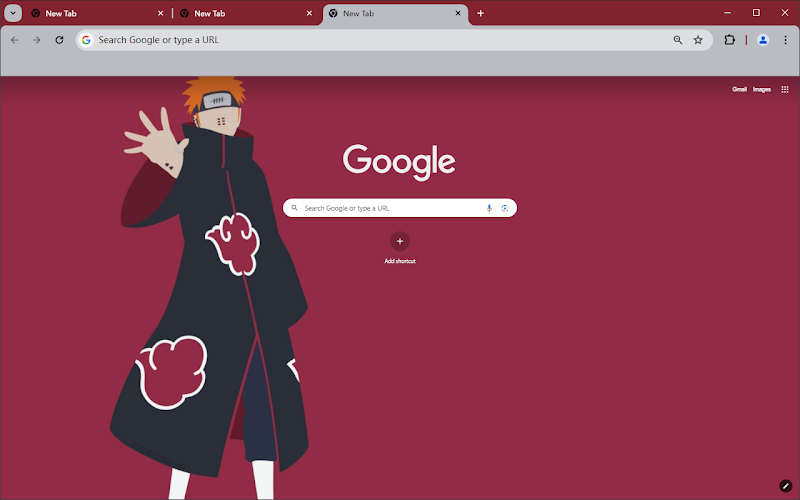 New Tab
New Tab
New Tab
Search Google or type a URL
Gmail Images
Google
Search Google or type a URL
Add shortcut